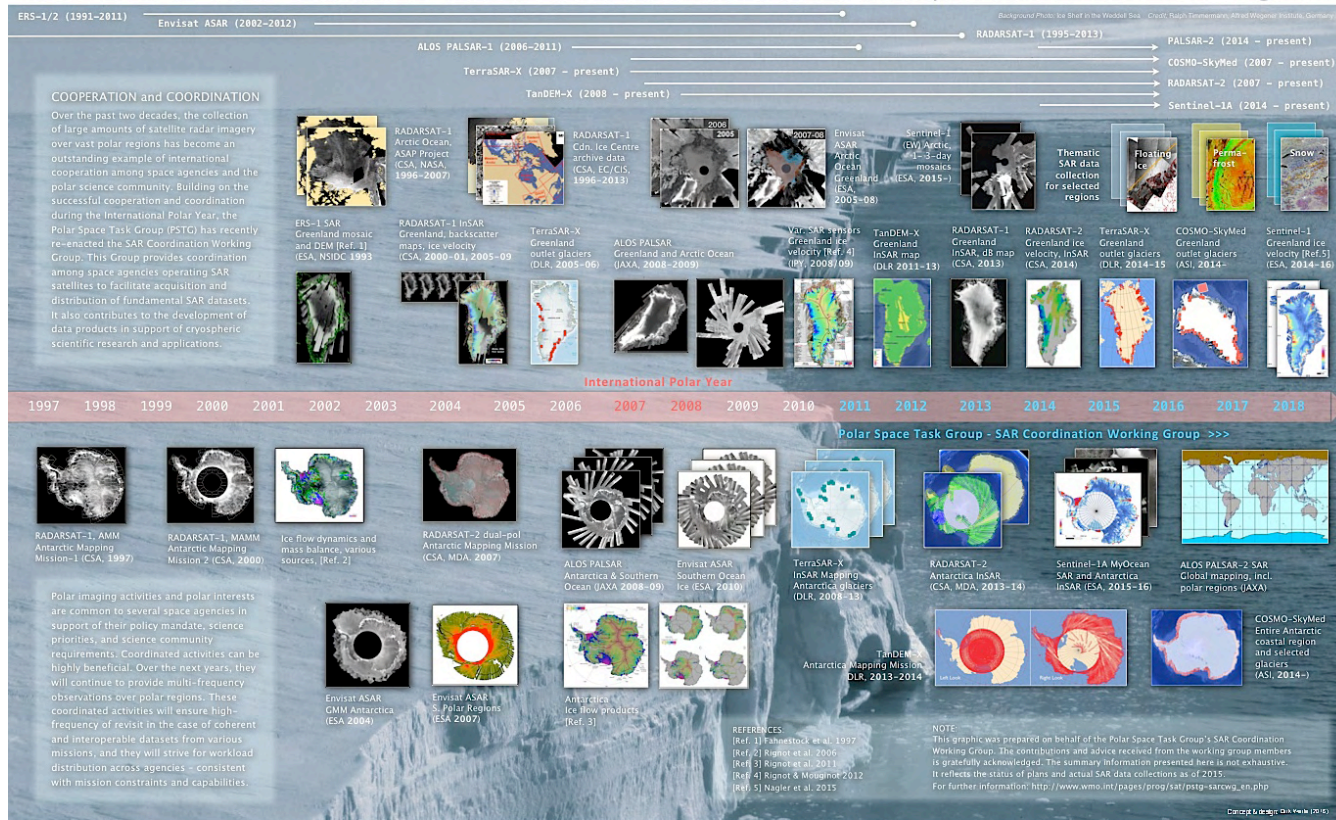 ERS-1/2 (1991-2011)
Envisat ASAR (2002-2012)
Background Photo: Ice Shelf in the Weddell Sea Credit: Ralph Timmermann, Alfred Wegener Institute, Germany
RADARSAT-1 (1995-2013)
ALOS PALSAR-1 (2006-2011)
PALSAR-2 (2014 - present)
COSMO-SkyMed (2007 - present)
TerraSAR-X (2007 - present)
RADARSAT-2 (2007 - present)
TanDEM-X (2008 - present)
Sentinel-1A (2014 - present)
COOPERATION and COORDINATION
Over the past two decades, the collection
of large amounts of satellite radar imagery
over vast polar regions has become an
outstanding example of international
cooperation among space agencies and the
polar science community. Building on the
successful cooperation and coordination
during the International Polar Year, the
Polar Space Task Group (PSTG) has recently
re-enacted the SAR Coordination Working
Group. This Group provides coordination
among space agencies operating SAR
satellites to facilitate acquisition and
distribution of fundamental SAR datasets.
It also contributes to the development of
data products in support of cryospheric
scientific research and applications.
RADARSAT-1
Arctic Ocean,
ASAP Project
(CSA, NASA,
1996-2007)
RADARSAT-1
Cdn. Ice Centre
archive data
(CSA, EC/CIS,
1996-2013)
2006
2005
2007-08
Envisat
ASAR
Arctic
Ocean
Greenland
(ESA,
2005-08)
Sentinel-1
(EW) Arctic,
1- 3-day
mosaics
(ESA, 2015-)
Thematic
SAR data
collection
for selected
regions
Floating
Ice
Perma-
frost
Snow
ERS-1 SAR
Greenland mosaic
and DEM [Ref. 1]
(ESA, NSIDC 1993
RADARSAT-1 InSAR
Greenland, backscatter
maps, ice velocity
(CSA, 2000-01, 2005-09
TerraSAR-X
Greenland
outlet glaciers
(DLR, 2005-06)
ALOS PALSAR
Greenland and Arctic Ocean
(JAXA, 2008-2009)
Var. SAR sensors
Greenland ice
velocity [Ref. 4]
(IPY, 2008/09)
TanDEM-X
Greenland
InSAR map
(DLR 2011-13)
RADARSAT-1
Greenland
InSAR, dB map
(CSA, 2013)
RADARSAT-2
Greenland ice
velocity, InSAR
(CSA, 2014)
TerraSAR-X
Greenland
outlet glaciers
(DLR, 2014-15
COSMO-SkyMed
Greenland
outlet glaciers
(ASI, 2014-
Sentinel-1
Greenland ice
velocity [Ref.5]
(ESA, 2014-16)
International Polar Year
1997 1998 1999 2000 2001 2002 2003 2004 2005 2006 2007 2008 2009 2010 2011 2012 2013 2014 2015 2016 2017 2018
Polar Space Task Group - SAR Coordination Working Group >>>
RADARSAT-1, AMM
Antarctic Mapping
Mission-1 (CSA, 1997)
RADARSAT-1, MAMM
Antarctic Mapping
Mission 2 (CSA, 2000)
Ice flow dynamics and
mass balance, various
sources, [Ref. 2]
RADARSAT-2 dual-pol
Antarctic Mapping Mission
(CSA, MDA. 2007)
ALOS PALSAR
Antarctica & Southern
Ocean (JAXA 2008-09)
Envisat ASAR
Southern Ocean
Ice (ESA, 2010)
TerraSAR-X
InSAR Mapping
Antarctica glaciers
(DLR, 2008-13)
RADARSAT-2
Antarctica InSAR
(CSA, MDA, 2013-14)
Sentinel-1A MyOcean
SAR and Antarctica
InSAR (ESA, 2015-16)
ALOS PALSAR-2 SAR
Global mapping, incl.
polar regions (JAXA)
Polar imaging activities and polar interests
are common to several space agencies in
support of their policy mandate, science
priorities, and science community
requirements. Coordinated activities can be
highly beneficial. Over the next years, they
will continue to provide multi-frequency
observations over polar regions. These
coordinated activities will ensure high-
frequency of revisit in the case of coherent
and interoperable datasets from various
missions, and they will strive for workload
distribution across agencies - consistent
with mission constraints and capabilities.
Envisat ASAR
GMM Antarctica
(ESA 2004)
Envisat ASAR
S. Polar Regions
(ESA 2007)
Antarctica
Ice flow products
[Ref. 3]
TanDEM-X
Antarctica Mapping Mission
DLR, 2013-2014
Left Look
Right Look
COSMO-SkyMed
Entire Antarctic
coastal region
and selected
glaciers
(ASI, 2014-)
REFERENCES:
[Ref. 1] Fahnestock et al. 1997
[Ref. 2] Rignot et al. 2006
[Ref. 3] Rignot et al. 2011
[Ref. 4] Rignot & Mouginot 2012
[Ref. 5] Nagler et al. 2015
NOTE:
This graphic was prepared on behalf of the Polar Space Task Group's SAR Coordination
Working Group. The contributions and advice received from the working group members
is gratefully acknowledged. The summary information presented here is not exhaustive.
It reflects the status of plans and actual SAR data collections as of 2015.
For further information: http://www.wmo.int/pages/prog/sat/pstg-sarcwg_en.php
Concept & design: